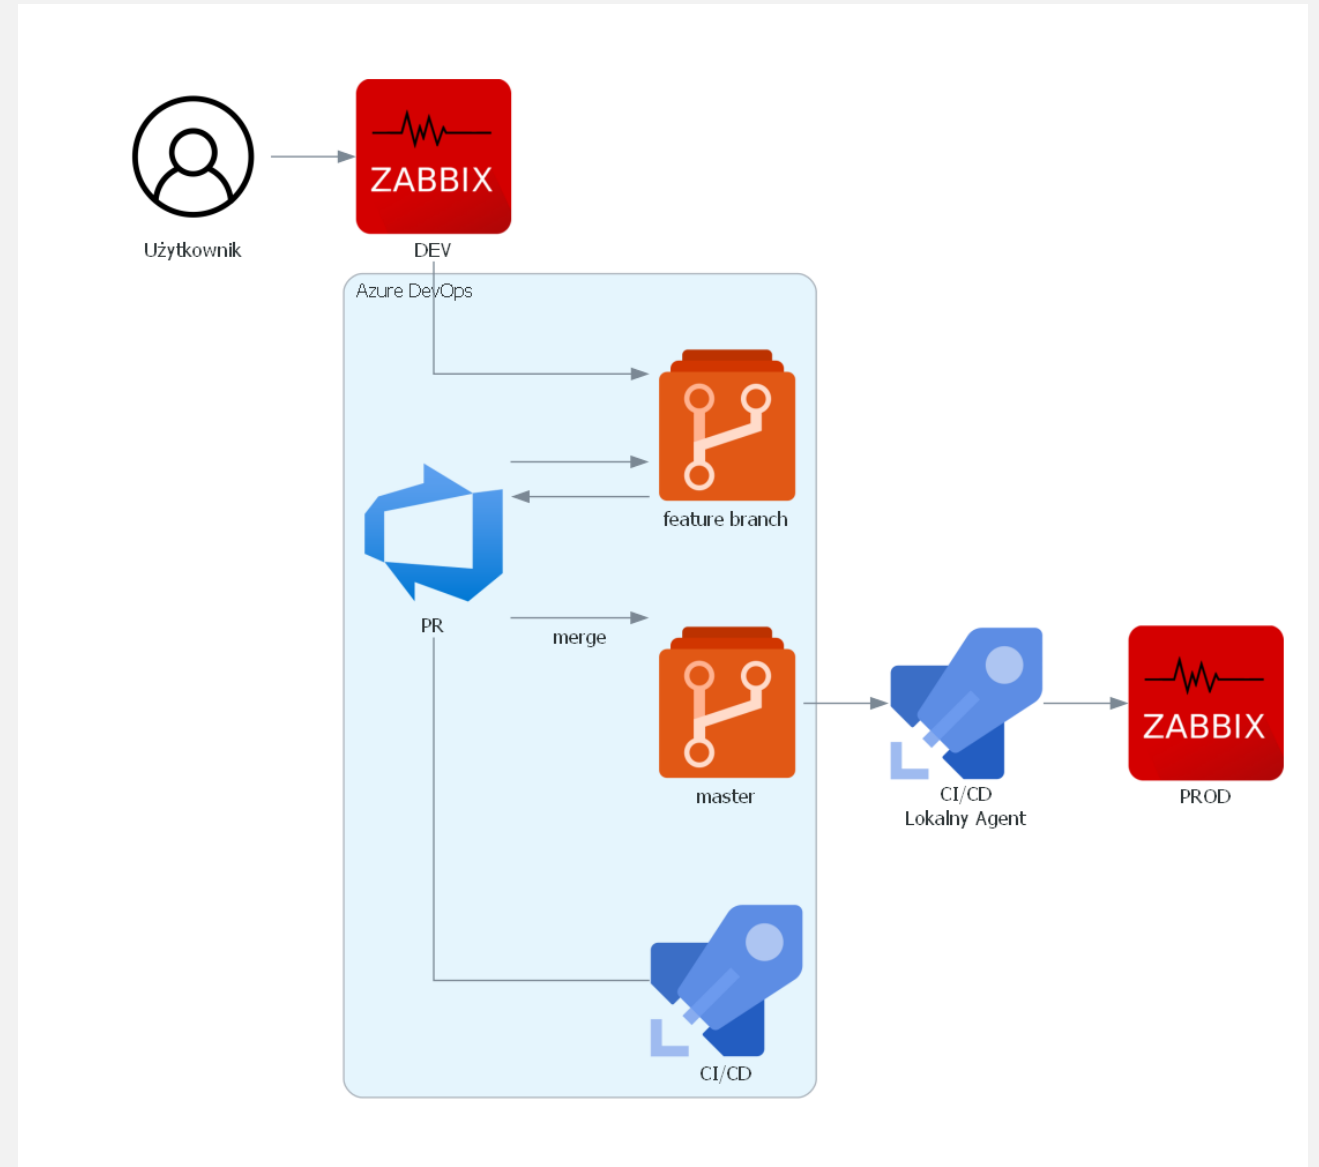 ZABBIX
Użytkownik
DEV
Azure DevOps
feature branch
PR
merge
master
CI/CD
Lokalny Agent
ZABBIX
PROD
CI/CD